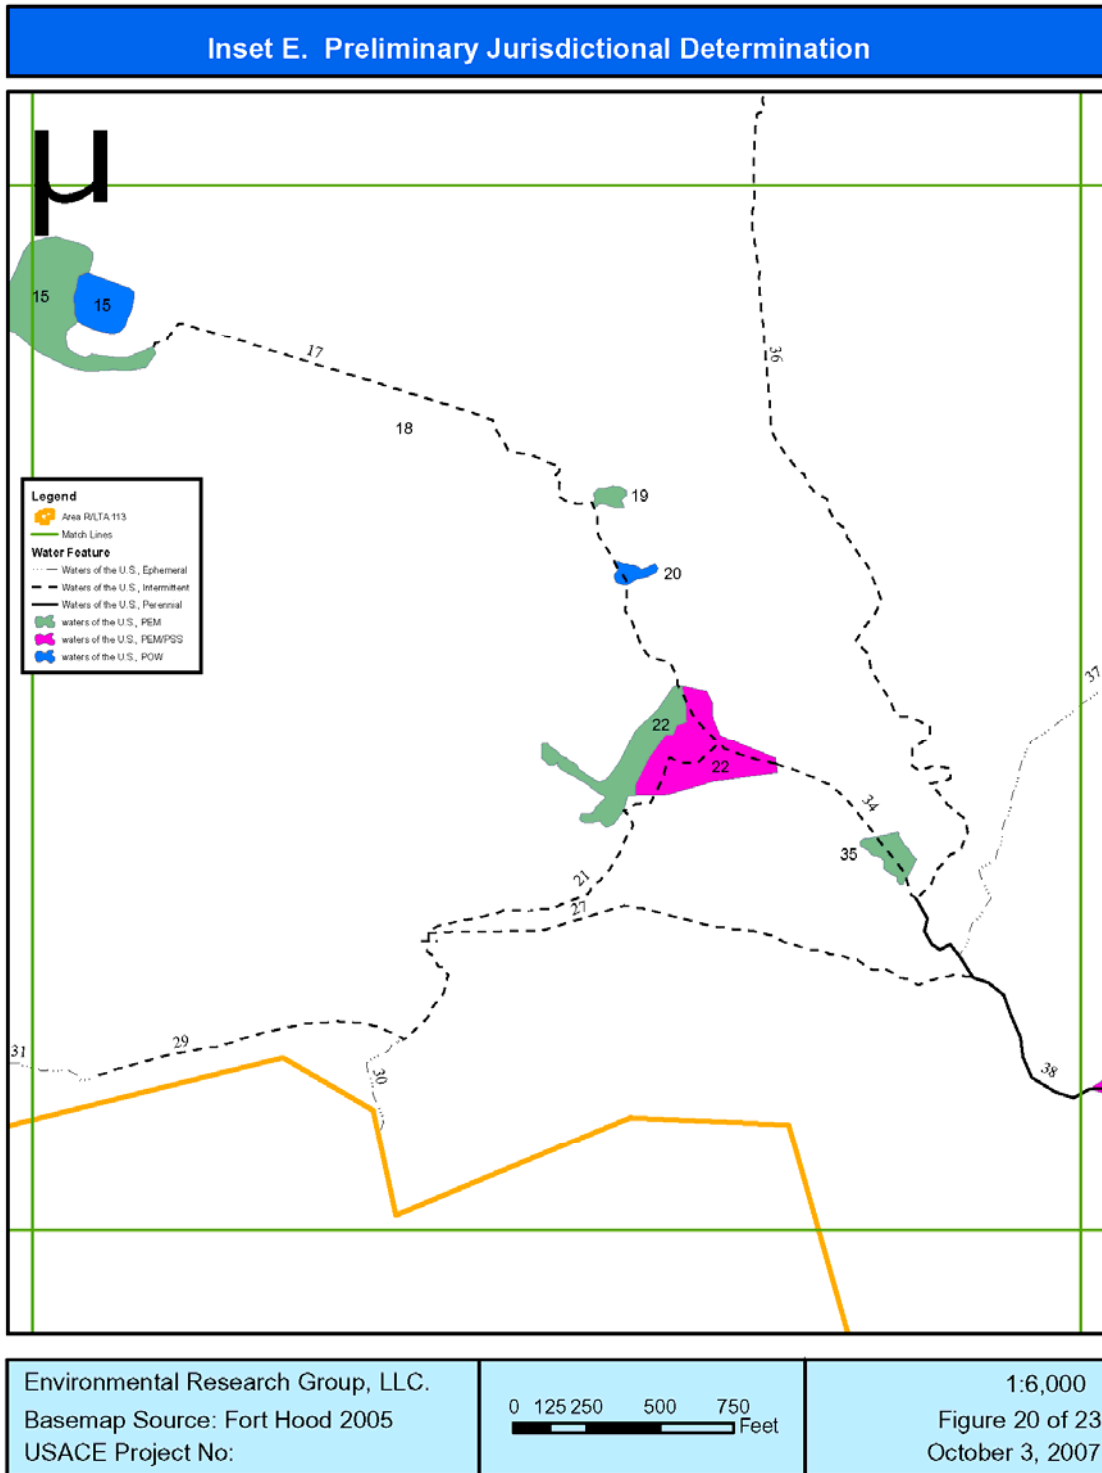 Inset E. Preliminary Jurisdictional Determination
µ
15
15
17
36
18
19
20
37
22
22
34
35
21
27
29
31
30
38
Legend
Area R/LTA 113
Match Lines
Water Feature
Waters of the U.S., Ephemeral
Waters of the U.S., Intermittent
Waters of the U.S., Perennial
waters of the U.S., PEM
waters of the U.S., PEM/PSS
waters of the U.S., POW
Environmental Research Group, LLC.
Basemap Source: Fort Hood 2005
USACE Project No:
0 125 250 500 750
Feet
1:6,000
Figure 20 of 23
October 3, 2007